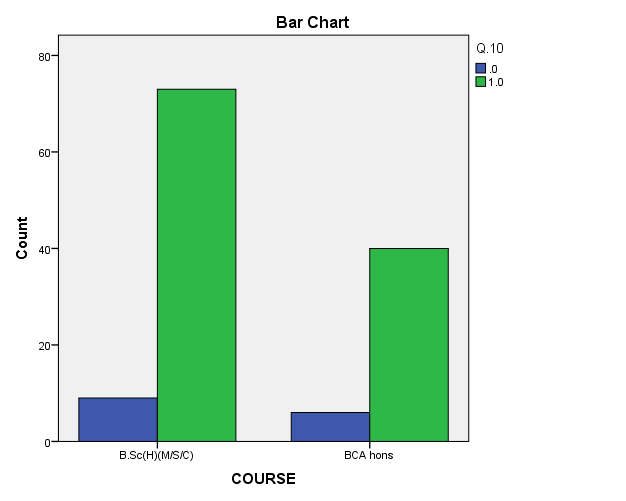 Bar Chart
Q.10
.0
1.0
80
60
40
20
0
Count
B.Sc(H)(M/S/C)
BCA hons
COURSE